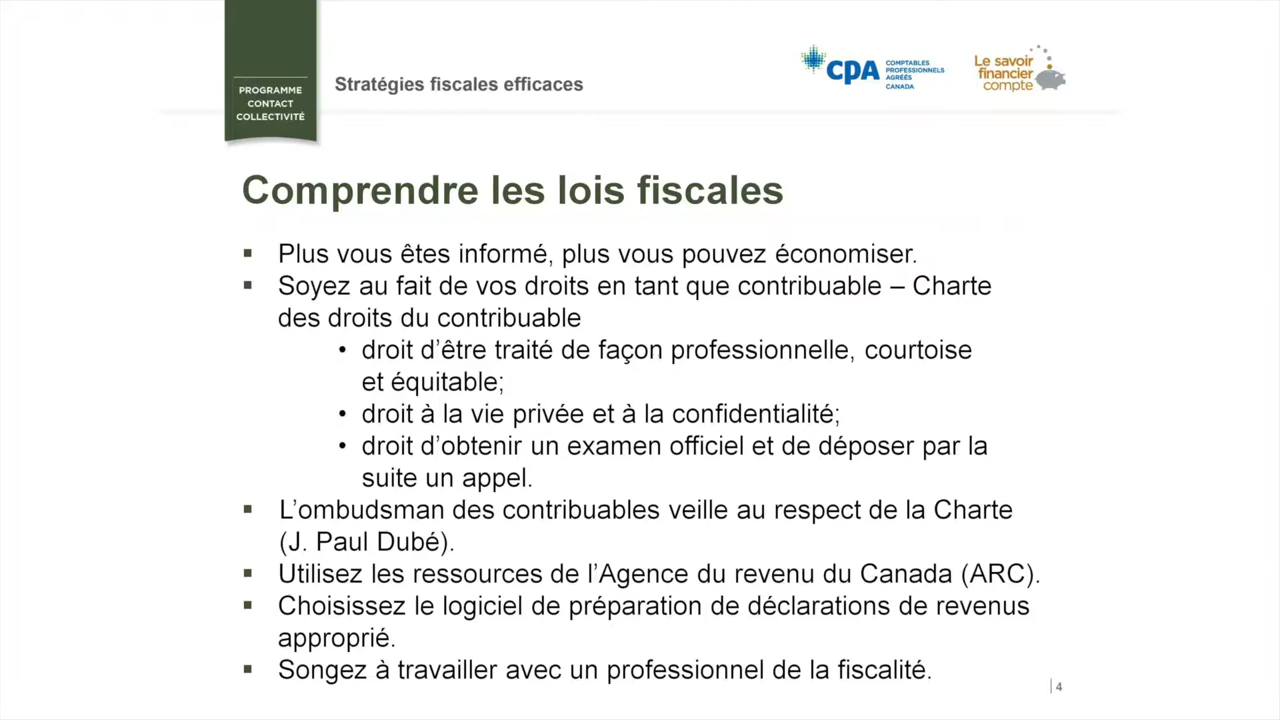 PROGRAMME
CONTACT
COLLECTIVITÉ
Stratégies fiscales efficaces
CPA
COMPTABLES
PROFESSIONNELS
AGRÉÉS
CANADA
Le savoir
financier
compte
Comprendre les lois fiscales
▪ Plus vous êtes informé, plus vous pouvez économiser.
▪ Soyez au fait de vos droits en tant que contribuable – Charte
des droits du contribuable
• droit d’être traité de façon professionnelle, courtoise
et équitable;
• droit à la vie privée et à la confidentialité;
• droit d’obtenir un examen officiel et de déposer par la
suite un appel.
▪ L’ombudsman des contribuables veille au respect de la Charte
(J. Paul Dubé).
▪ Utilisez les ressources de l’Agence du revenu du Canada (ARC).
▪ Choisissez le logiciel de préparation de déclarations de revenus
approprié.
▪ Songez à travailler avec un professionnel de la fiscalité.
4